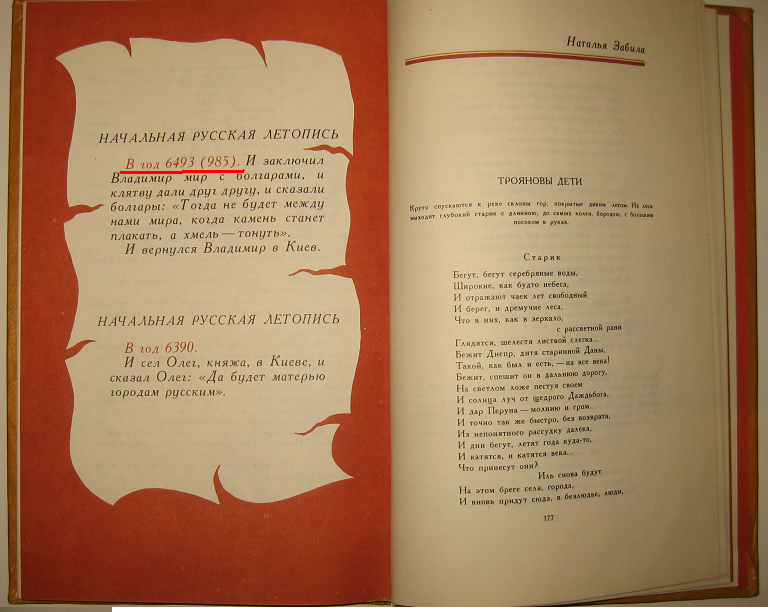 НАЧАЛЬНАЯ РУССКАЯ ЛЕТОПИСЬ
В год 6493 (985). И заключил
Владимир мир с болгарами, и
клятву дали друг другу, и сказали
болгары: «Тогда не будет между
нами мира, когда камень станет
плакать, а хмель — тонуть».
И вернулся Владимир в Киев.
НАЧАЛЬНАЯ РУССКАЯ ЛЕТОПИСЬ
В год 6390.
И сел Олег, княжа, в Киеве, и
сказал Олег: «Да будет матерью
городам русским».
Наталья Забила
ТРОЯНОВЫ ДЕТИ
Круто спускаются к реке склоны гор, покрытые диким лесом. Из леса
выходит глубокий старик с длинною, до самых колен, бородою, с большим
посохом в руках.
Старик
Бегут, бегут серебряные воды,
Широкие, как будто небеса,
И отражают чаек лет свободный
И берег, и дремучие леса,
Что в них, как в зеркало,
с рассветной рани
Глядятся, шелестя листвой слегка...
Бежит Днепр, дитя старинной Даны,
Такой, как был и есть, — на все века!
Бежит, спешит он в дальнюю дорогу,
На светлом ложе пестуя своем
И солнца луч от щедрого Даждьбога,
И дар Перуна — молнию и гром.
И точно так же быстро, без возврата,
Из непонятного рассудку далека,
И дни бегут, летят года куда-то,
И катятся, и катятся века...
Что принесут они?
Иль снова будут
На этом бреге села, города,
И вновь придут сюда, в безлюдье, люди,
177